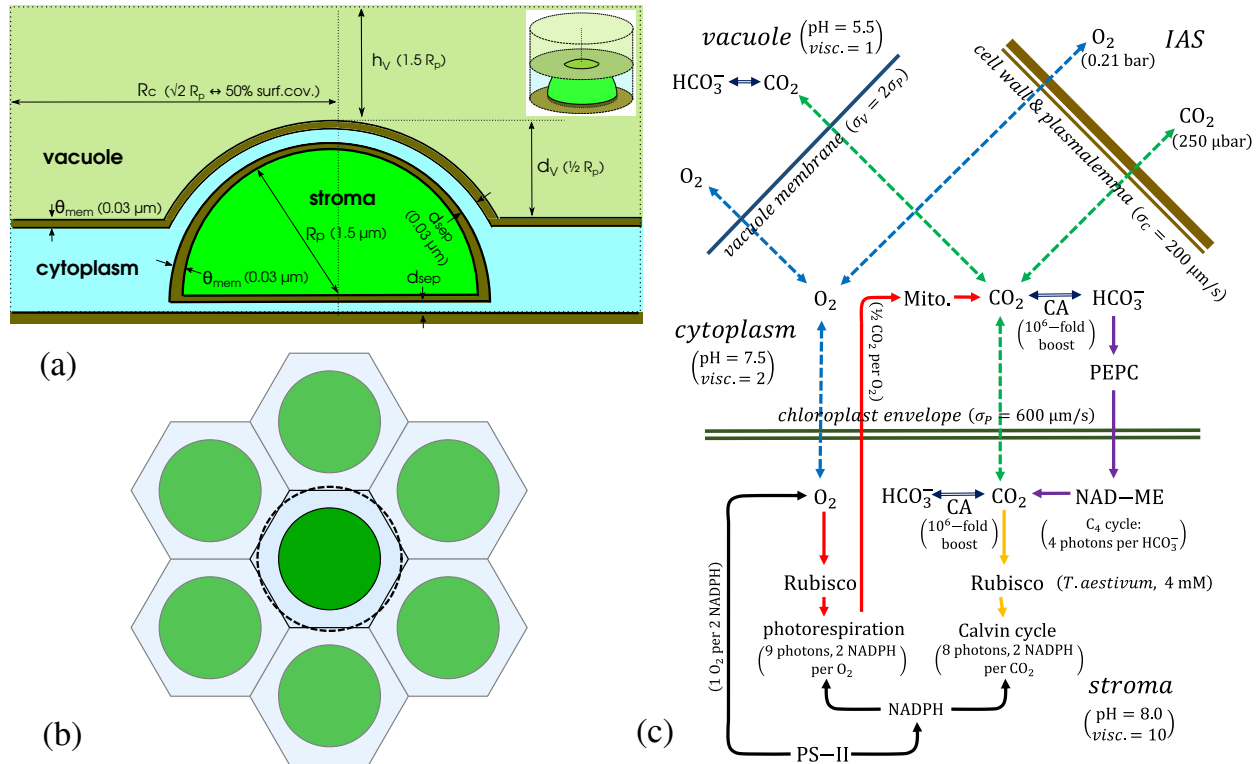 h_V (1.5 R_p)
R_C (√2 R_p ↔ 50% surf.cov.)
vacuole
d_V (½ R_p)
θ_mem (0.03 µm)
stroma
d_sep
(0.03 µm)
R_p (1.5 µm)
cytoplasm
θ_mem (0.03 µm)
d_sep
(a)
(b)
vacuole (pH = 5.5
visc. = 1)
HCO₃⁻ ⇔ CO₂
O₂
vacuole membrane (σ_V = 2σ_P)
O₂
(0.21 bar)
IAS
CO₂
(250 µbar)
cell wall & plasmalemma (σ_C = 200 µm/s)
cytoplasm
(pH = 7.5
visc. = 2)
O₂
Mito.
CO₂ ⇔ HCO₃⁻
CA
(10⁶−fold
boost)
(½ CO₂ per O₂)
PEPC
chloroplast envelope (σ_P = 600 µm/s)
O₂
HCO₃⁻ ⇔ CO₂
CA
(10⁶−fold
boost)
NAD−ME
(C₄ cycle:
4 photons per HCO₃⁻)
Rubisco
Rubisco (T. aestivum, 4 mM)
photorespiration
(9 photons, 2 NADPH
per O₂)
Calvin cycle
(8 photons, 2 NADPH
per CO₂)
(1 O₂ per 2 NADPH)
NADPH
PS−II
stroma
(pH = 8.0
visc. = 10)
(c)